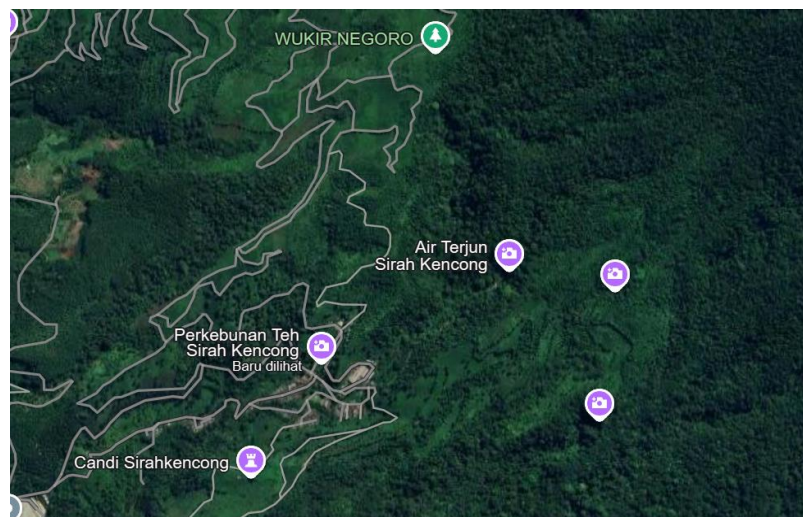 WUKIR NEGORO
Air Terjun
Sirah Kencong
Perkebunan Teh
Sirah Kencong
Baru dilihat
Candi Sirahkencong